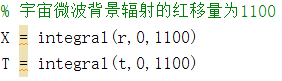 % 宇宙微波背景辐射的红移量为1100
X = integral(r,0,1100)
T = integral(t,0,1100)